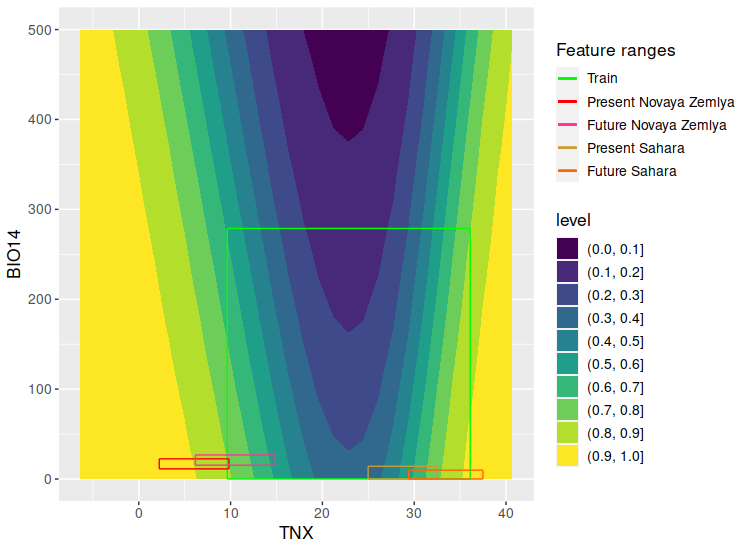 500
400
300
200
100
0
BIO14
0
10
20
30
40
TNX
Feature ranges
Train
Present Novaya Zemlya
Future Novaya Zemlya
Present Sahara
Future Sahara
level
(0.0, 0.1]
(0.1, 0.2]
(0.2, 0.3]
(0.3, 0.4]
(0.4, 0.5]
(0.5, 0.6]
(0.6, 0.7]
(0.7, 0.8]
(0.8, 0.9]
(0.9, 1.0]